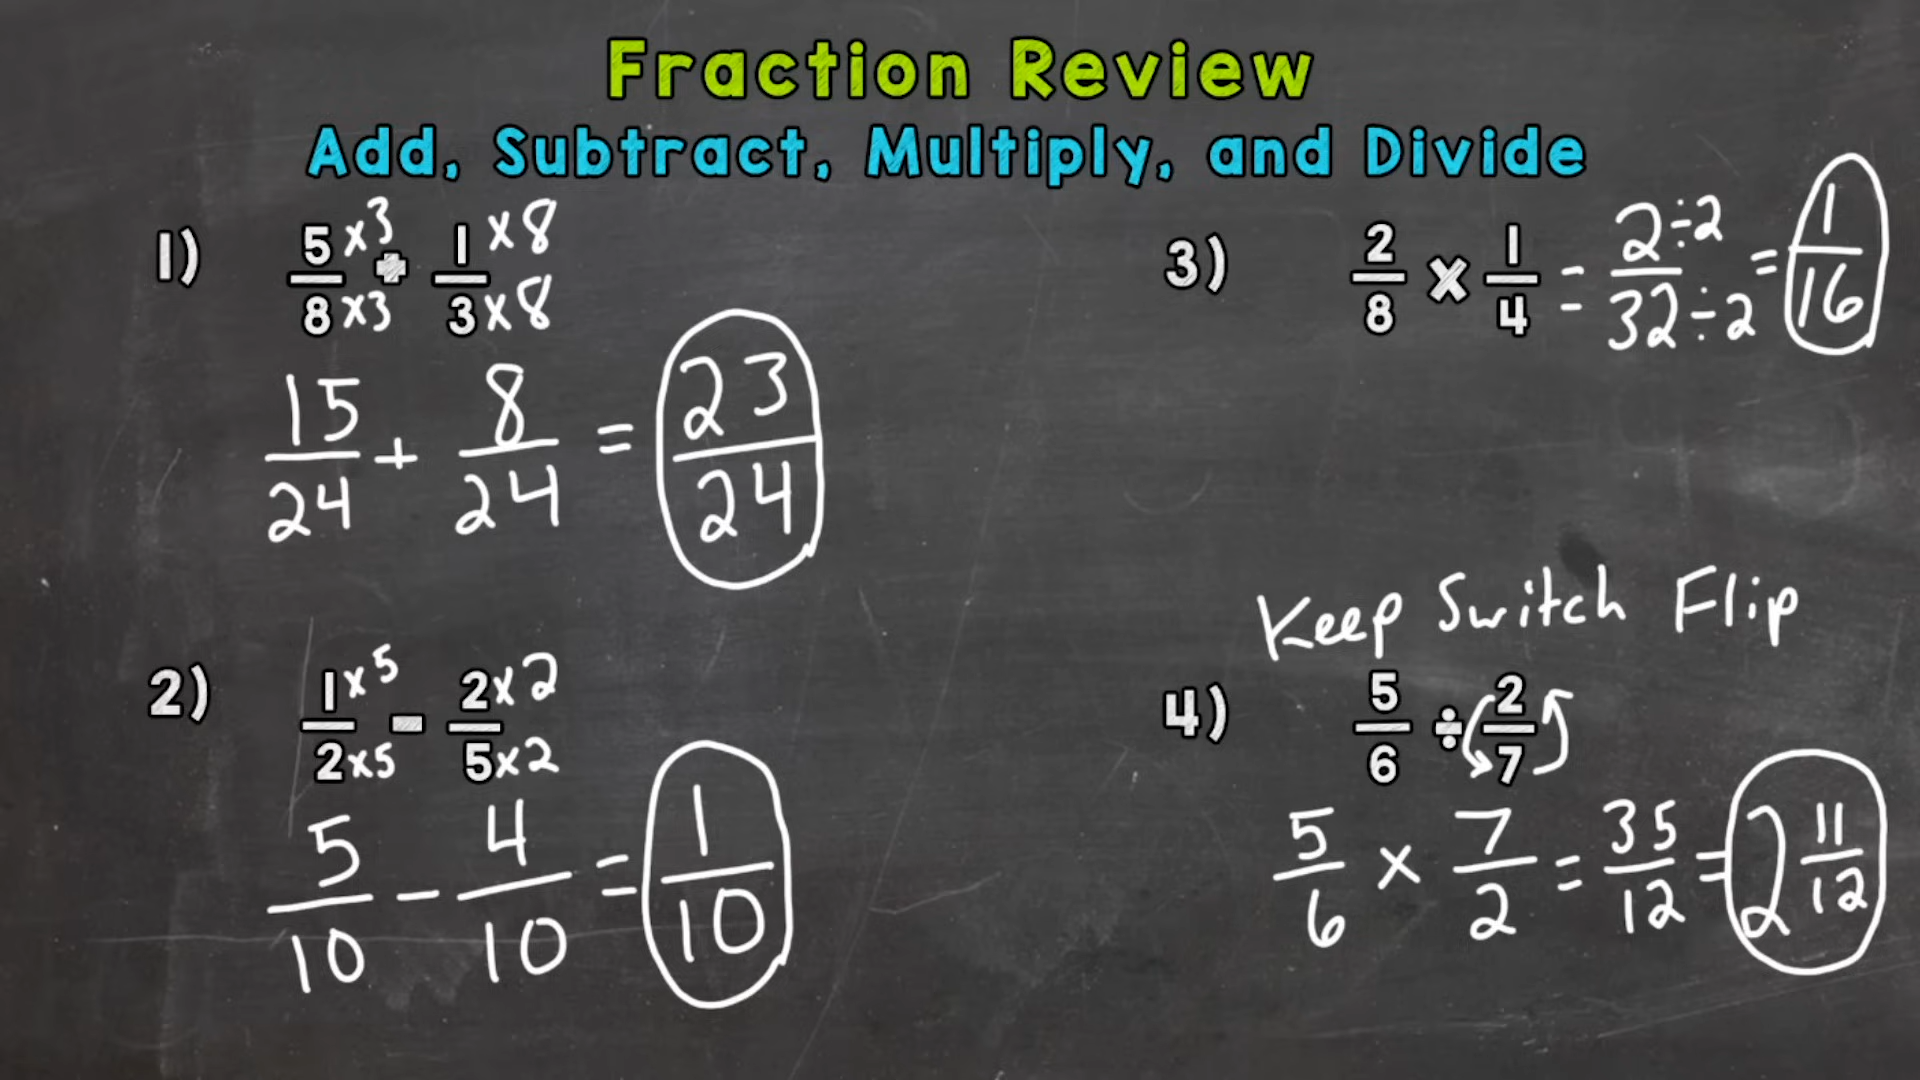 Fraction Review
Add, Subtract, Multiply, and Divide
1) 5/8 ×3/×3 + 1/3 ×8/×8
15/24 + 8/24 = 23/24
2) 1/2 ×5/×5 - 2/5 ×2/×2
5/10 - 4/10 = 1/10
3) 2/8 × 1/4 = 2/32 ÷2/÷2 = 1/16
Keep Switch Flip
4) 5/6 ÷ 2/7
5/6 × 7/2 = 35/12 = 2 11/12